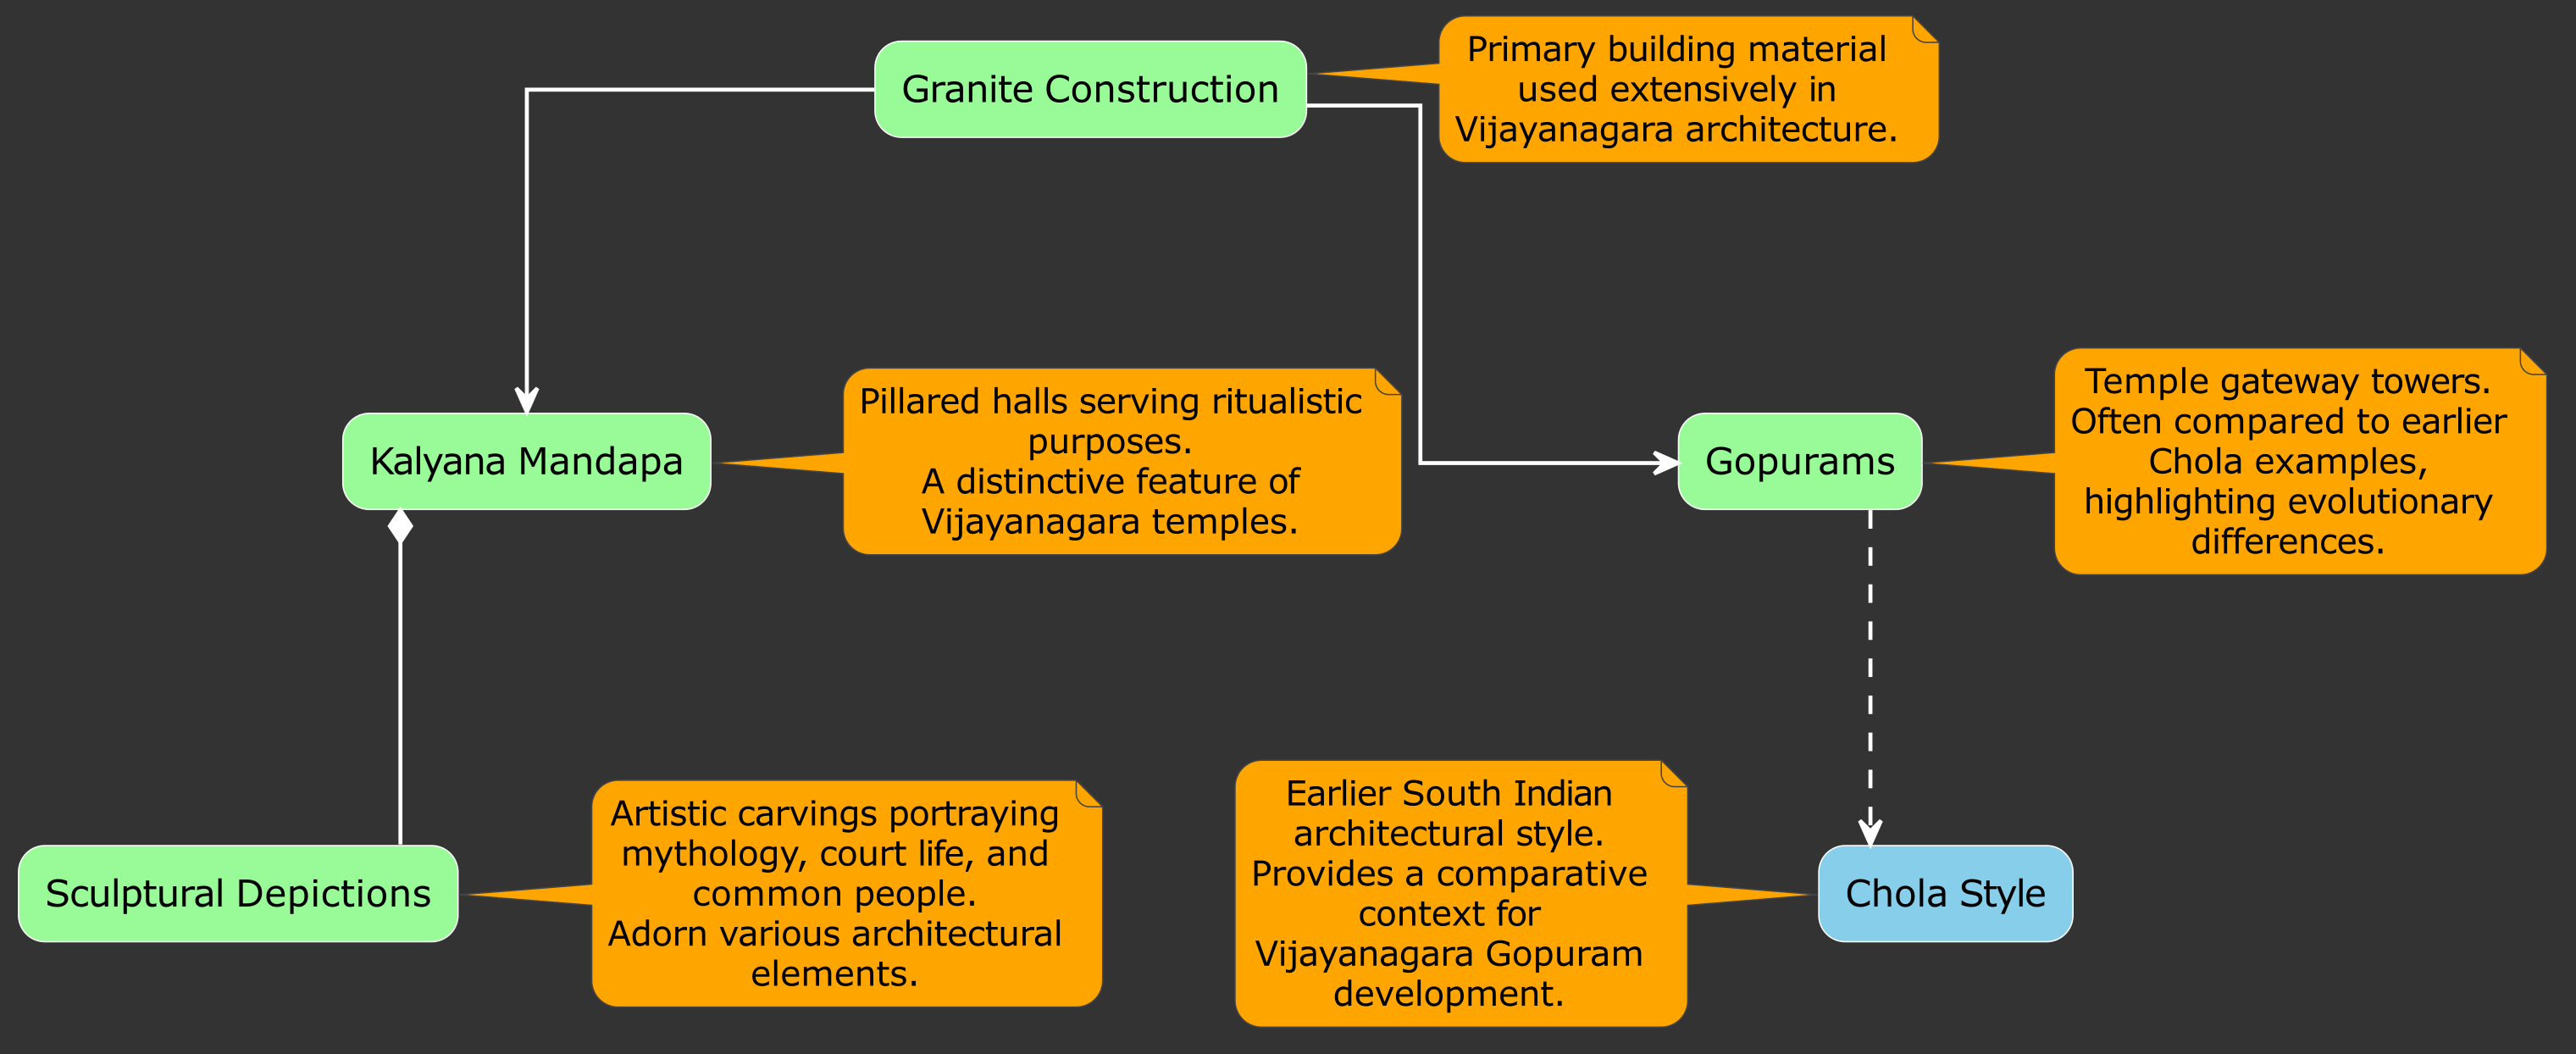 Granite Construction
Primary building material
used extensively in
Vijayanagara architecture.
Kalyana Mandapa
Pillared halls serving ritualistic
purposes.
A distinctive feature of
Vijayanagara temples.
Gopurams
Temple gateway towers.
Often compared to earlier
Chola examples,
highlighting evolutionary
differences.
Sculptural Depictions
Artistic carvings portraying
mythology, court life, and
common people.
Adorn various architectural
elements.
Earlier South Indian
architectural style.
Provides a comparative
context for
Vijayanagara Gopuram
development.
Chola Style